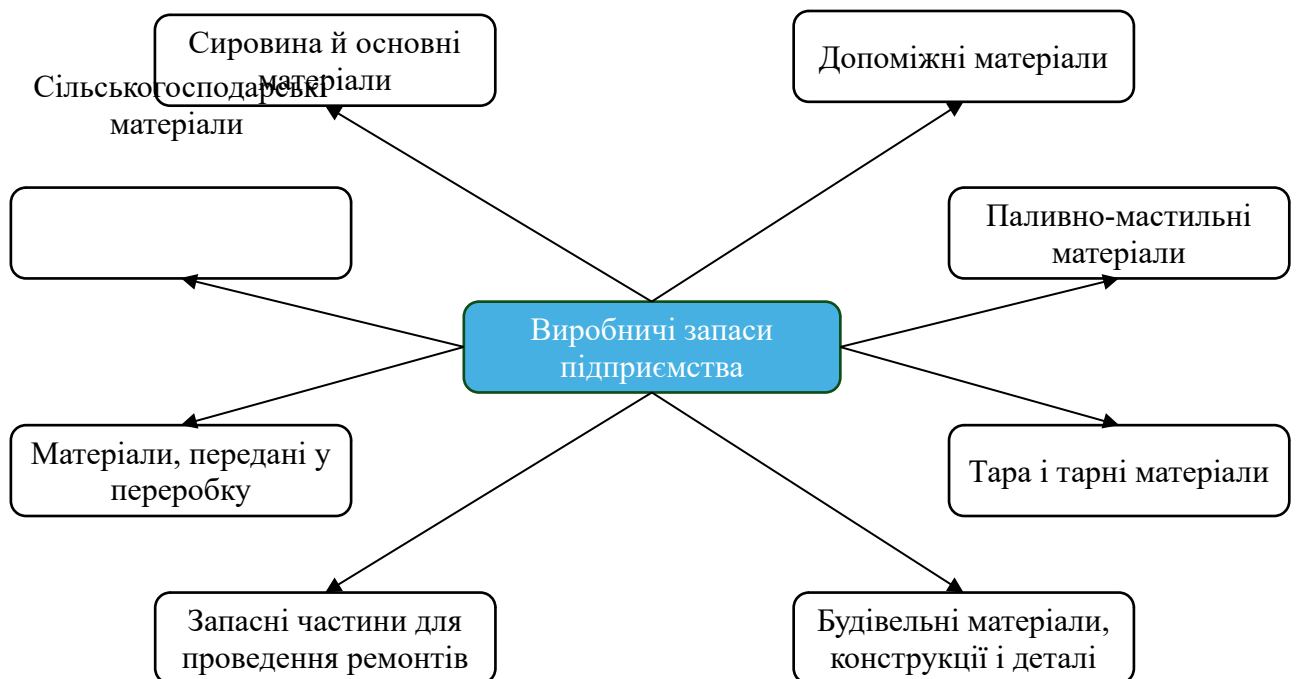 Сировина й основні
матеріали
Допоміжні матеріали
Сільськогосподарські
матеріали
Паливно-мастильні
матеріали
Виробничі запаси
підприємства
Матеріали, передані у
переробку
Тара і тарні матеріали
Запасні частини для
проведення ремонтів
Будівельні матеріали,
конструкції і деталі